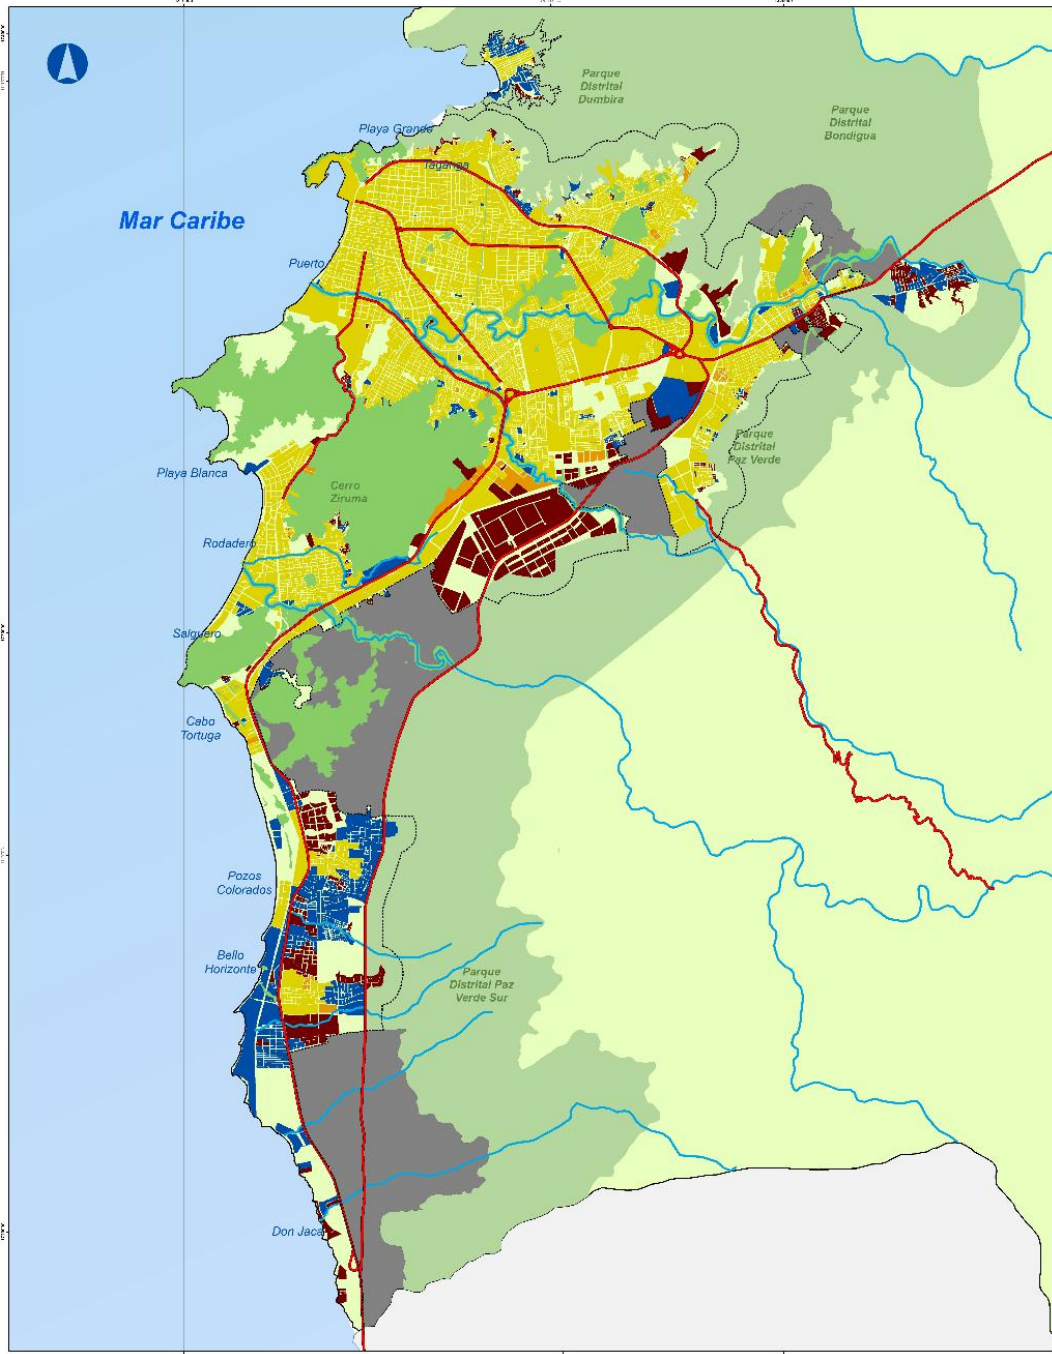 Parque
Distrital
Dumbira
Parque
Distrital
Bondigua
Playa Grande
Taganga
Mar Caribe
Puerto
Parque
Distrital
Paz Verde
Playa Blanca
Cerro
Ziruma
Rodadero
Salguero
Cabo
Tortuga
Pozos
Colorados
Bello
Horizonte
Parque
Distrital Paz
Verde Sur
Don Jaca